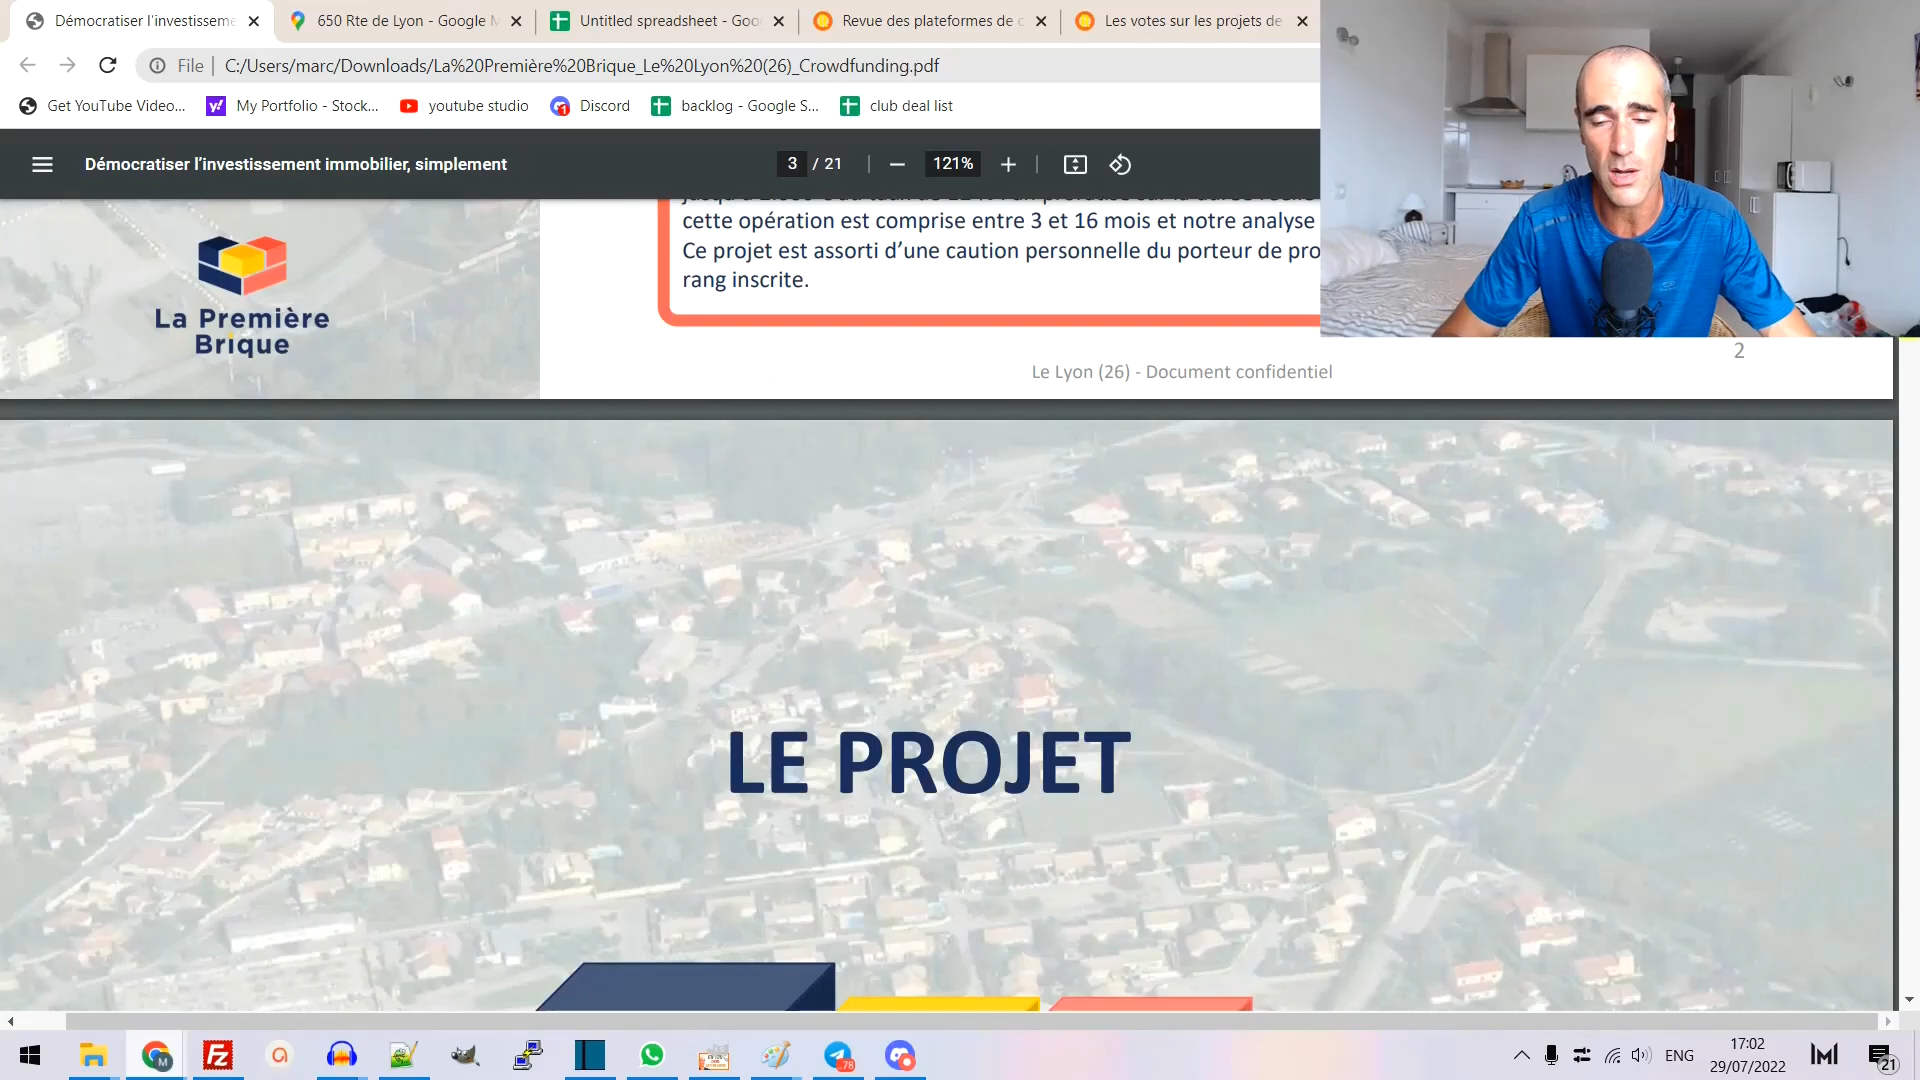 Démocratiser l'investisseme
650 Rte de Lyon - Google M
Untitled spreadsheet - Goo
Revue des plateformes de c
Les votes sur les projets de
File
C:/Users/marc/Downloads/La%20Première%20Brique_Le%20Lyon%20(26)_Crowdfunding.pdf
Get YouTube Video...
My Portfolio - Stock...
youtube studio
Discord
backlog - Google S...
club deal list
Démocratiser l'investissement immobilier, simplement
3 / 21
121%
cette opération est comprise entre 3 et 16 mois et notre analyse
Ce projet est assorti d'une caution personnelle du porteur de pro
rang inscrite.
La Première
Brique
2
Le Lyon (26) - Document confidentiel
LE PROJET
78
ENG
17:02
29/07/2022
21